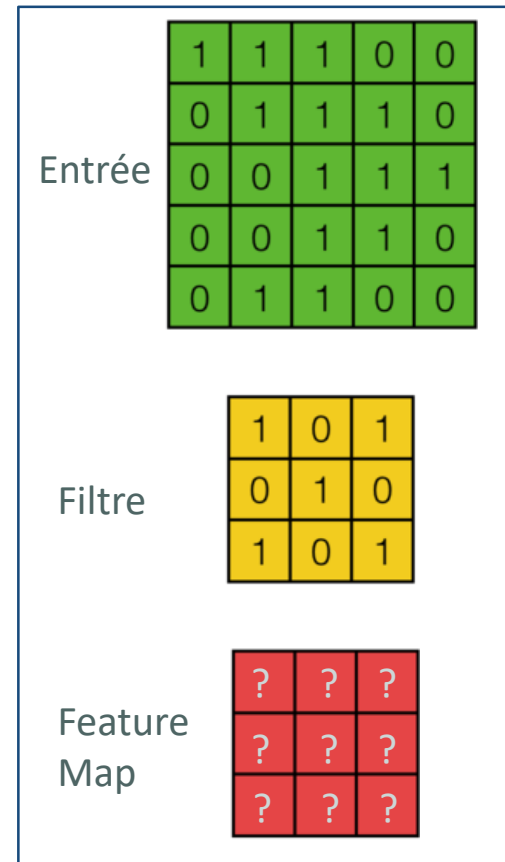 1 1 1 0 0
0 1 1 1 0
Entrée
0 0 1 1 1
0 0 1 1 0
0 1 1 0 0
1 0 1
Filtre
0 1 0
1 0 1
? ? ?
Feature
Map
? ? ?
? ? ?